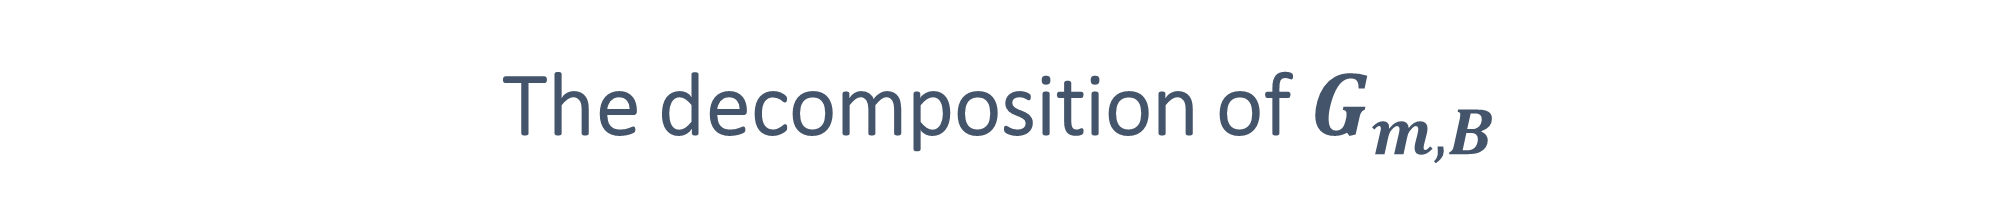 The decomposition of G_{m,B}